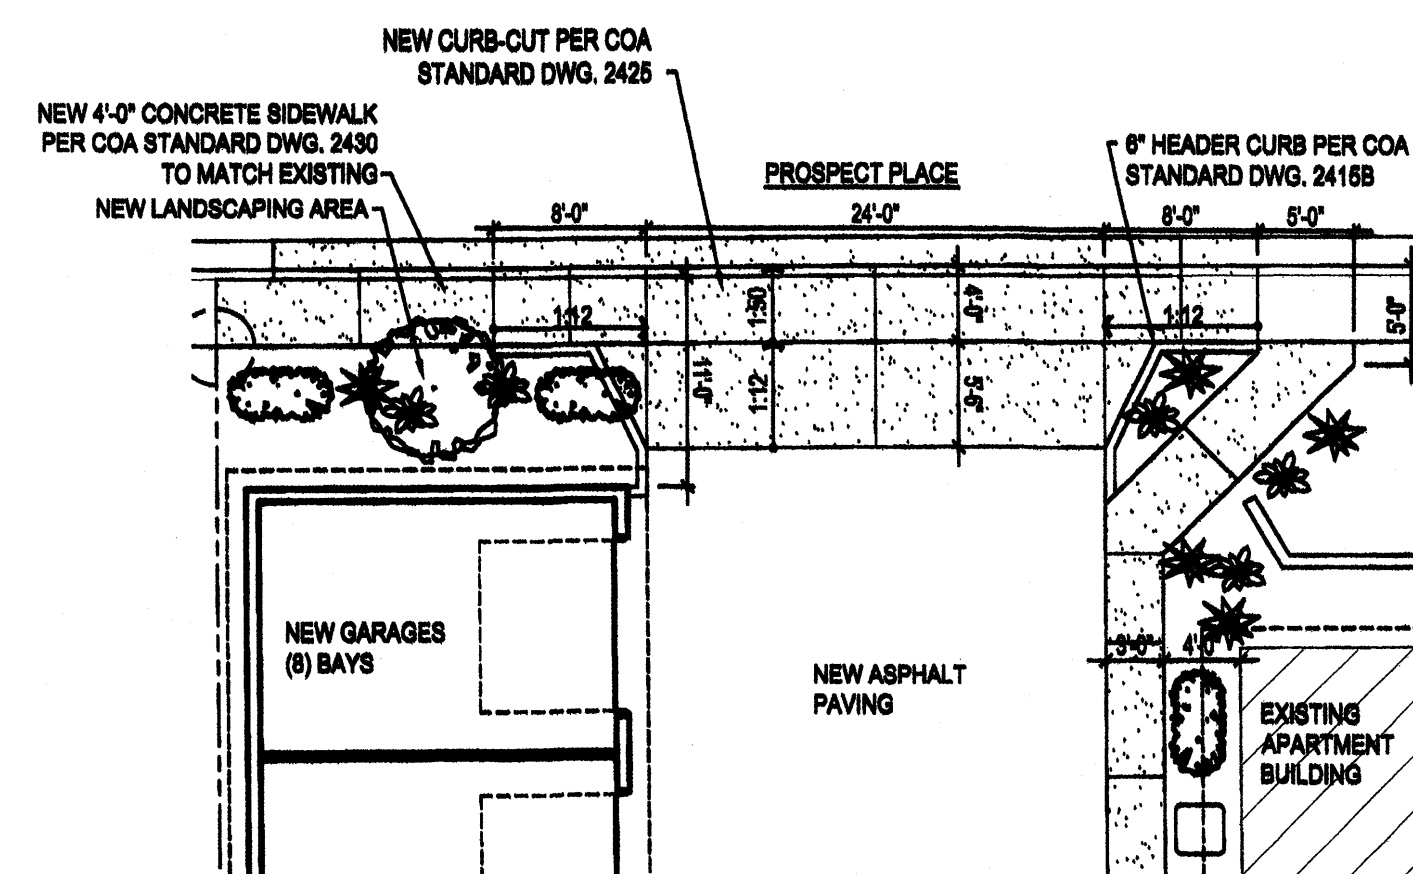 NEW CURB-CUT PER COA
STANDARD DWG. 2425
NEW 4'-0" CONCRETE SIDEWALK
PER COA STANDARD DWG. 2430
TO MATCH EXISTING
NEW LANDSCAPING AREA
PROSPECT PLACE
6" HEADER CURB PER COA
STANDARD DWG. 2415B
8'-0"
24'-0"
8'-0"
5'-0"
1:12
1:50
4'-0"
1:12
5'-0"
11'-0"
1:12
5'-6"
NEW GARAGES
(8) BAYS
NEW ASPHALT
PAVING
3'-0"
4'-0"
EXISTING
APARTMENT
BUILDING